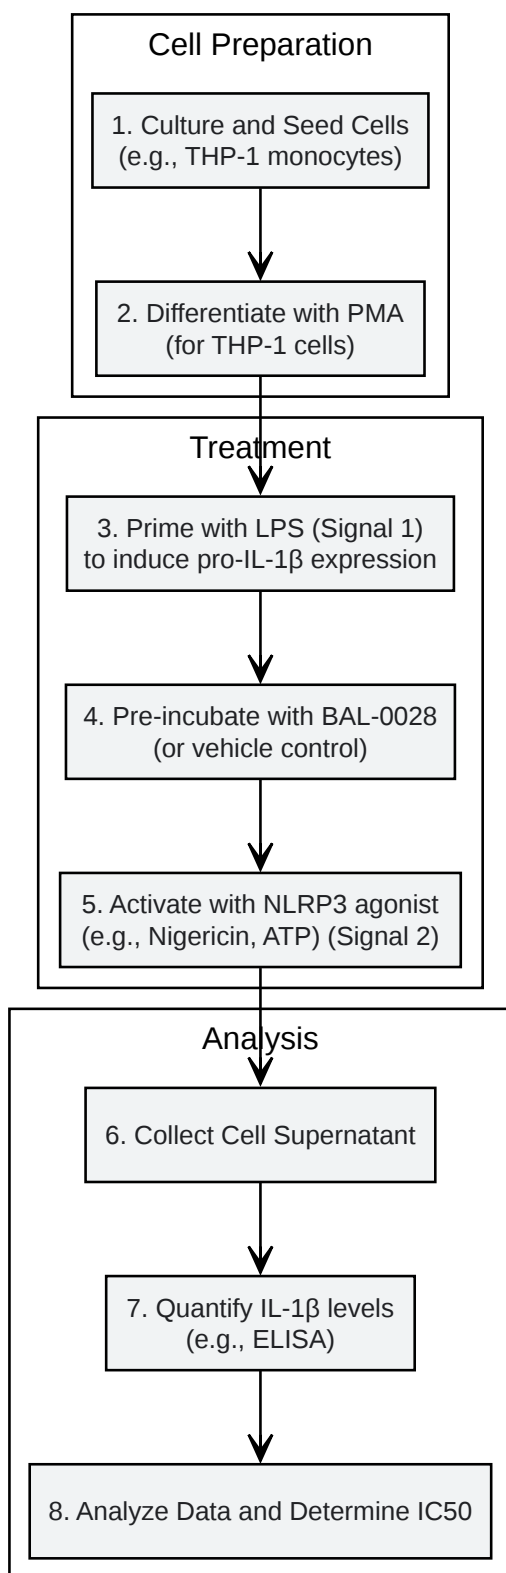 Cell Preparation
1. Culture and Seed Cells
(e.g., THP-1 monocytes)
2. Differentiate with PMA
(for THP-1 cells)
Treatment
3. Prime with LPS (Signal 1)
to induce pro-IL-1β expression
4. Pre-incubate with BAL-0028
(or vehicle control)
5. Activate with NLRP3 agonist
(e.g., Nigericin, ATP) (Signal 2)
Analysis
6. Collect Cell Supernatant
7. Quantify IL-1β levels
(e.g., ELISA)
8. Analyze Data and Determine IC50